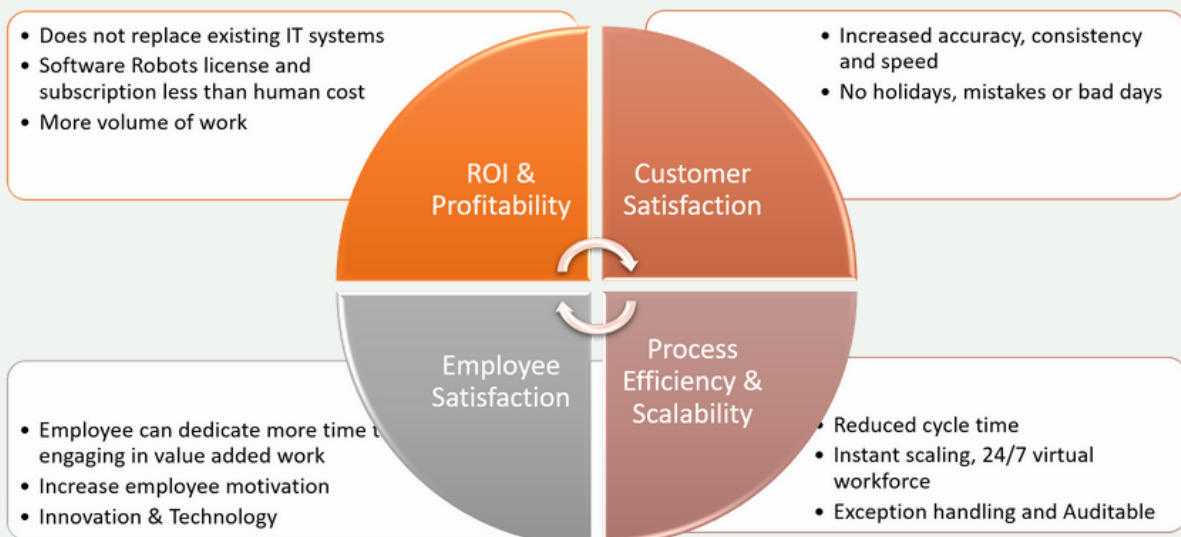 • Does not replace existing IT systems
• Software Robots license and
subscription less than human cost
• More volume of work
ROI &
Profitability
• Increased accuracy, consistency
and speed
• No holidays, mistakes or bad days
Customer
Satisfaction
Employee
Satisfaction
• Employee can dedicate more time t
engaging in value added work
• Increase employee motivation
• Innovation & Technology
Process
Efficiency &
Scalability
• Reduced cycle time
• Instant scaling, 24/7 virtual
workforce
• Exception handling and Auditable